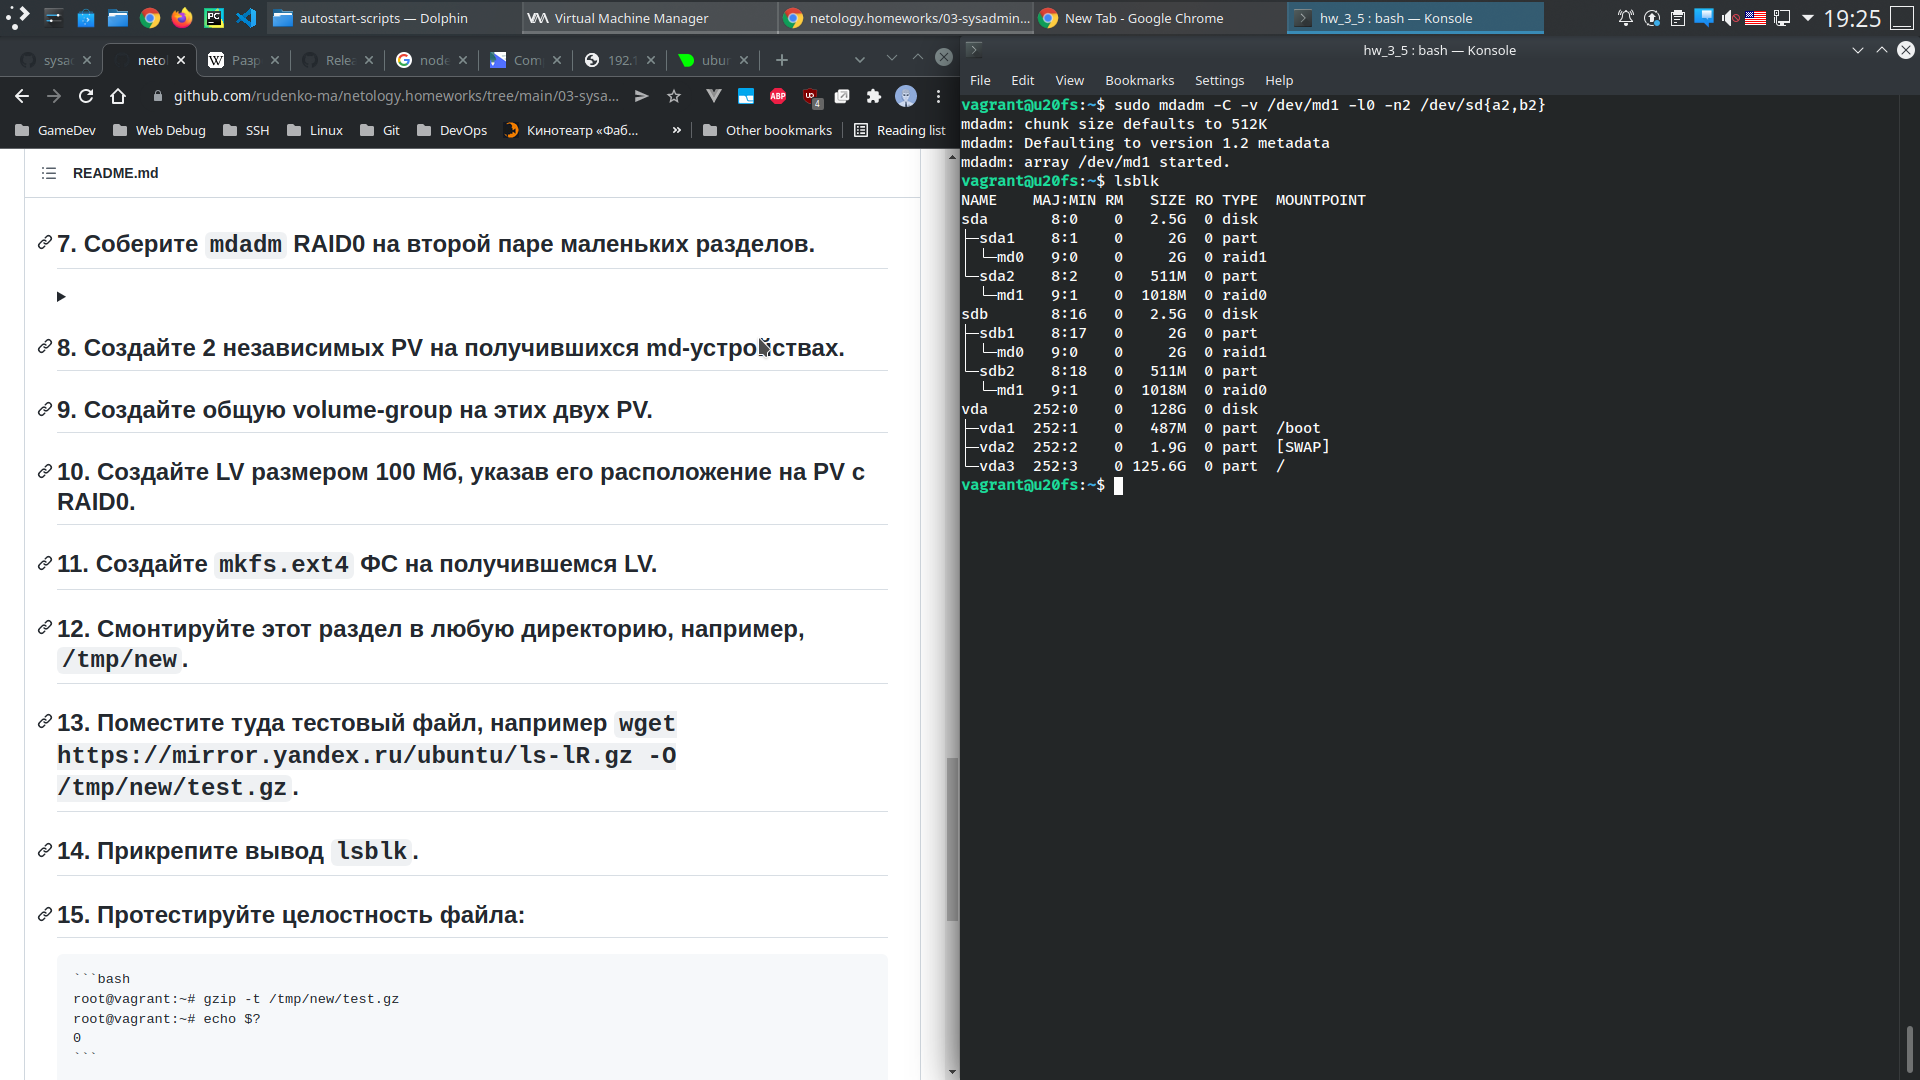 autostart-scripts — Dolphin
Virtual Machine Manager
netology.homeworks/03-sysadmin...
New Tab - Google Chrome
hw_3_5 : bash — Konsole
19:25
sysa
netol
Разр
Relea
node
Com
192.1
ubun
hw_3_5 : bash — Konsole
github.com/rudenko-ma/netology.homeworks/tree/main/03-sysa...
ABP
4
GameDev
Web Debug
SSH
Linux
Git
DevOps
Кинотеатр «Фаб...
»
Other bookmarks
Reading list
README.md
7. Соберите mdadm RAID0 на второй паре маленьких разделов.
8. Создайте 2 независимых PV на получившихся md-устройствах.
9. Создайте общую volume-group на этих двух PV.
10. Создайте LV размером 100 Мб, указав его расположение на PV с
RAID0.
11. Создайте mkfs.ext4 ФС на получившемся LV.
12. Смонтируйте этот раздел в любую директорию, например,
/tmp/new.
13. Поместите туда тестовый файл, например wget
https://mirror.yandex.ru/ubuntu/ls-lR.gz -O
/tmp/new/test.gz.
14. Прикрепите вывод lsblk.
15. Протестируйте целостность файла:
```bash
root@vagrant:~# gzip -t /tmp/new/test.gz
root@vagrant:~# echo $?
0
```
File Edit View Bookmarks Settings Help
vagrant@u20fs:~$ sudo mdadm -C -v /dev/md1 -l0 -n2 /dev/sd{a2,b2}
mdadm: chunk size defaults to 512K
mdadm: Defaulting to version 1.2 metadata
mdadm: array /dev/md1 started.
vagrant@u20fs:~$ lsblk
NAME MAJ:MIN RM SIZE RO TYPE MOUNTPOINT
sda 8:0 0 2.5G 0 disk
├─sda1 8:1 0 2G 0 part
│ └─md0 9:0 0 2G 0 raid1
└─sda2 8:2 0 511M 0 part
  └─md1 9:1 0 1018M 0 raid0
sdb 8:16 0 2.5G 0 disk
├─sdb1 8:17 0 2G 0 part
│ └─md0 9:0 0 2G 0 raid1
└─sdb2 8:18 0 511M 0 part
  └─md1 9:1 0 1018M 0 raid0
vda 252:0 0 128G 0 disk
├─vda1 252:1 0 487M 0 part /boot
├─vda2 252:2 0 1.9G 0 part [SWAP]
└─vda3 252:3 0 125.6G 0 part /
vagrant@u20fs:~$